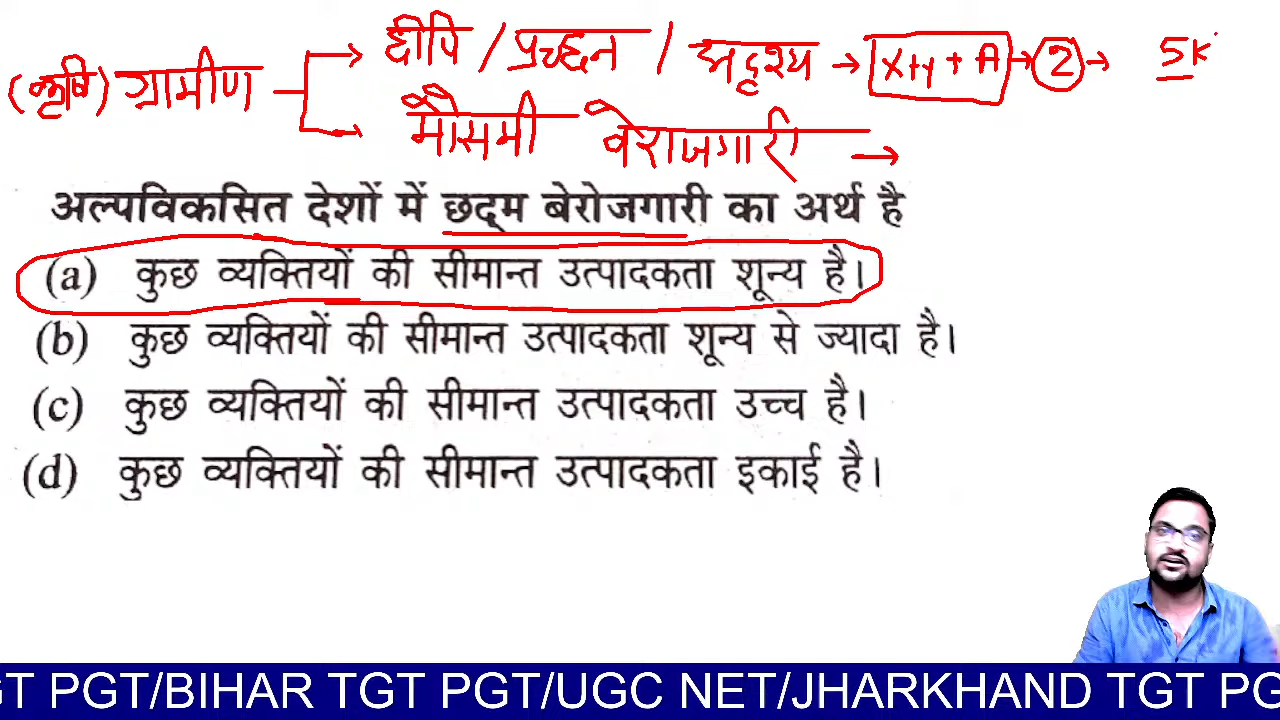 छीपि / प्रच्छन / अदृश्य → X+y+A → 2 → 5K
(कृषि) ग्रामीण
मौसमी बेराजगारी →
अल्पविकसित देशों में छद्म बेरोजगारी का अर्थ है
(a) कुछ व्यक्तियों की सीमान्त उत्पादकता शून्य है।
(b) कुछ व्यक्तियों की सीमान्त उत्पादकता शून्य से ज्यादा है।
(c) कुछ व्यक्तियों की सीमान्त उत्पादकता उच्च है।
(d) कुछ व्यक्तियों की सीमान्त उत्पादकता इकाई है।
GT PGT/BIHAR TGT PGT/UGC NET/JHARKHAND TGT PG